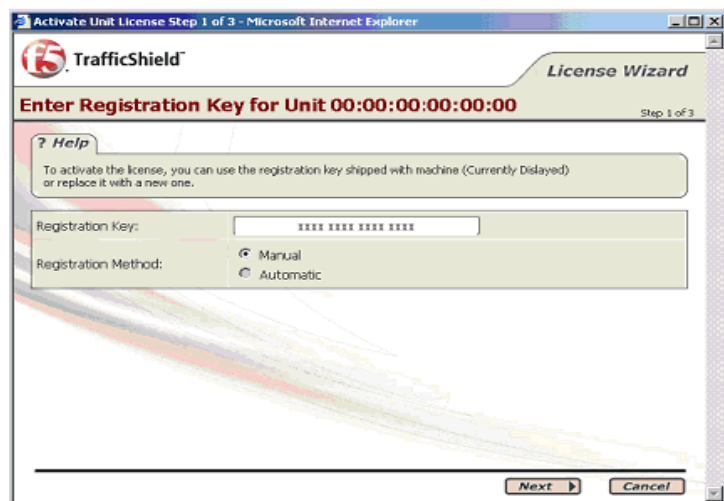 Activate Unit License Step 1 of 3 - Microsoft Internet Explorer
f5 TrafficShield™
License Wizard
Enter Registration Key for Unit 00:00:00:00:00:00
Step 1 of 3
? Help
To activate the license, you can use the registration key shipped with machine (Currently Dislayed)
or replace it with a new one.
Registration Key: xxxx xxxx xxxx xxxx
Registration Method:
Manual
Automatic
Next
Cancel